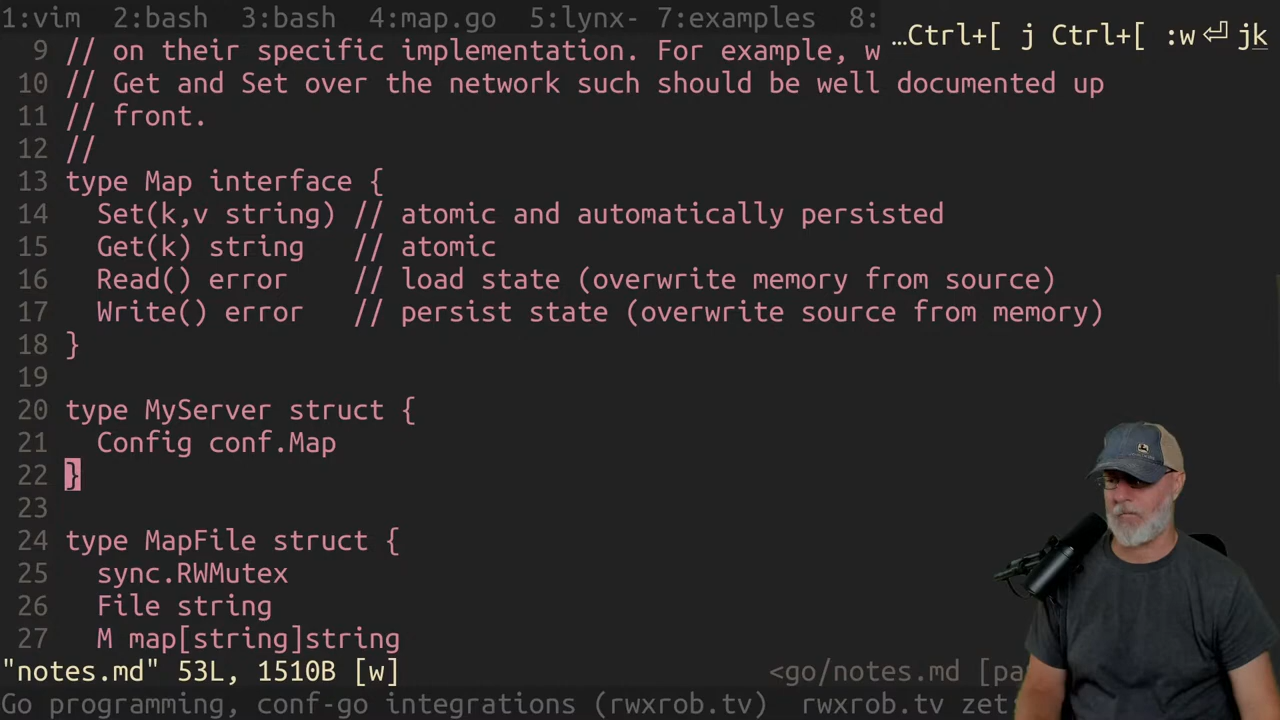 1:vim  2:bash  3:bash  4:map.go  5:lynx- 7:examples  8:
…Ctrl+[ j Ctrl+[ :w⏎ jk
9 // on their specific implementation. For example, w
10 // Get and Set over the network such should be well documented up
11 // front.
12 //
13 type Map interface {
14   Set(k,v string) // atomic and automatically persisted
15   Get(k) string   // atomic
16   Read() error    // load state (overwrite memory from source)
17   Write() error   // persist state (overwrite source from memory)
18 }
19
20 type MyServer struct {
21   Config conf.Map
22 }
23
24 type MapFile struct {
25   sync.RWMutex
26   File string
27   M map[string]string
"notes.md" 53L, 1510B [w] <go/notes.md [pa
Go programming, conf-go integrations (rwxrob.tv)  rwxrob.tv zet: